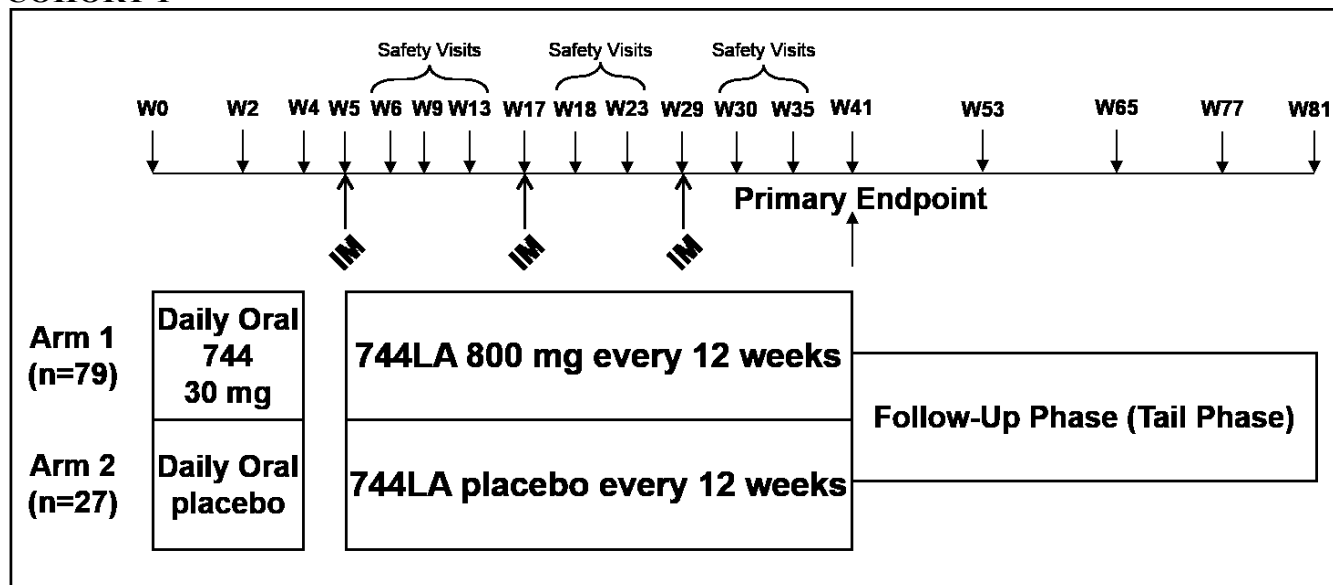 COHORT 1
Safety Visits Safety Visits Safety Visits
W0 W2 W4 W5 W6 W9 W13 W17 W18 W23 W29 W30 W35 W41 W53 W65 W77 W81
Primary Endpoint
IM IM IM
Arm 1
(n=79)
Daily Oral
744
30 mg
744LA 800 mg every 12 weeks
Follow-Up Phase (Tail Phase)
Arm 2
(n=27)
Daily Oral
placebo
744LA placebo every 12 weeks